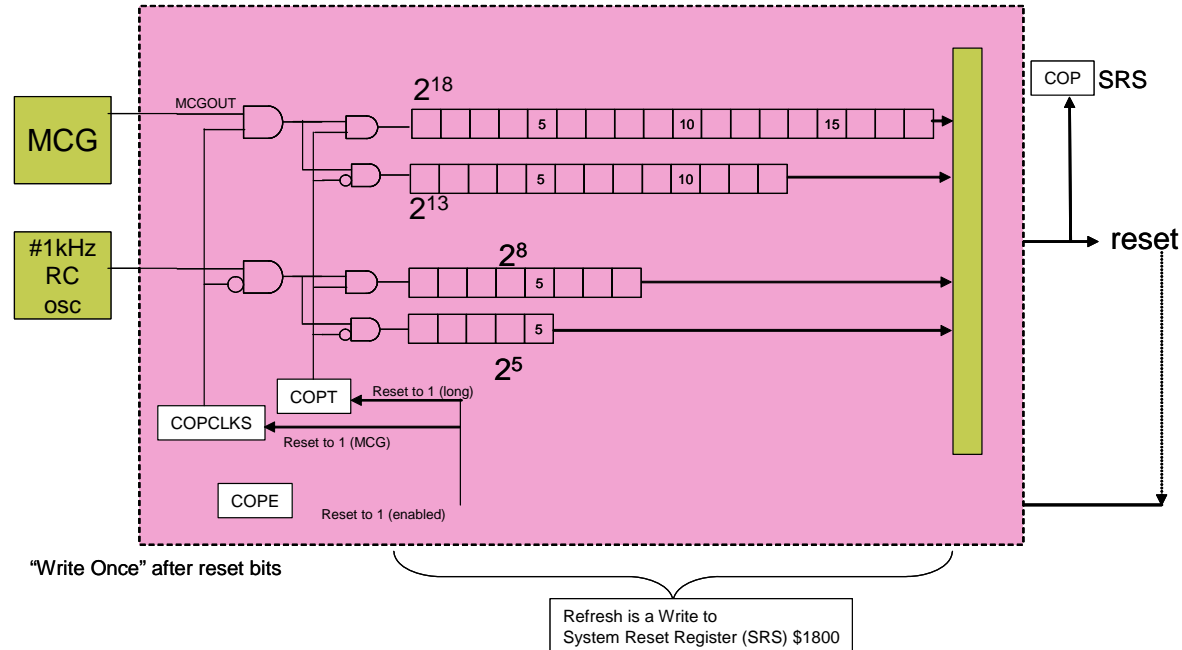 MCG
MCGOUT
2¹⁸
5 10 15
5 10
2¹³
#1kHz
RC
osc
2⁸
5
5
2⁵
COPT
Reset to 1 (long)
COPCLKS
Reset to 1 (MCG)
COPE
Reset to 1 (enabled)
COP SRS
reset
“Write Once” after reset bits
Refresh is a Write to
System Reset Register (SRS) $1800